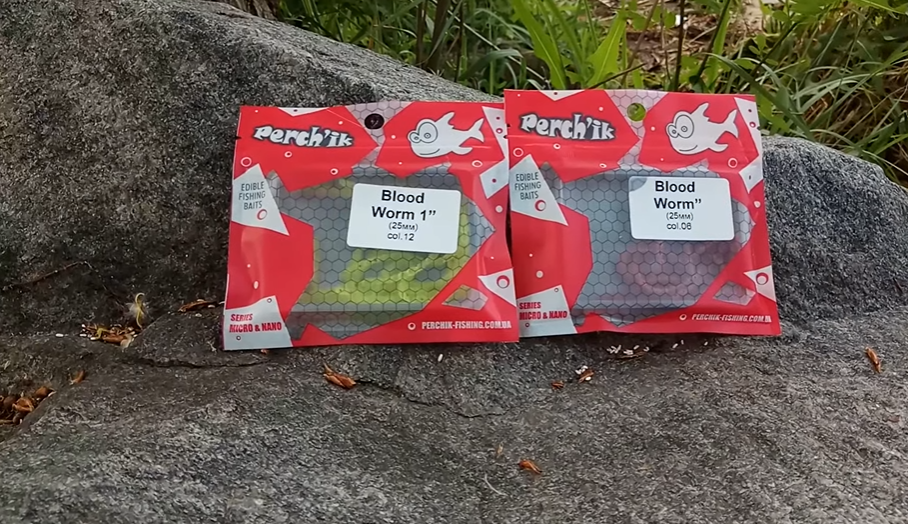 Perch'ik
EDIBLE
FISHING
BAITS
Blood
Worm 1”
(25мм)
col.12
SERIES
MICRO & NANO
PERCHIK-FISHING.COM.UA
Perch'ik
EDIBLE
FISHING
BAITS
Blood
Worm”
(25мм)
col.06
SERIES
MICRO & NANO
PERCHIK-FISHING.COM.UA